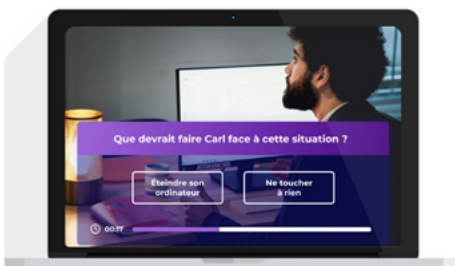 Que devrait faire Carl face à cette situation ?
Éteindre son
ordinateur
Ne toucher
à rien
00:17